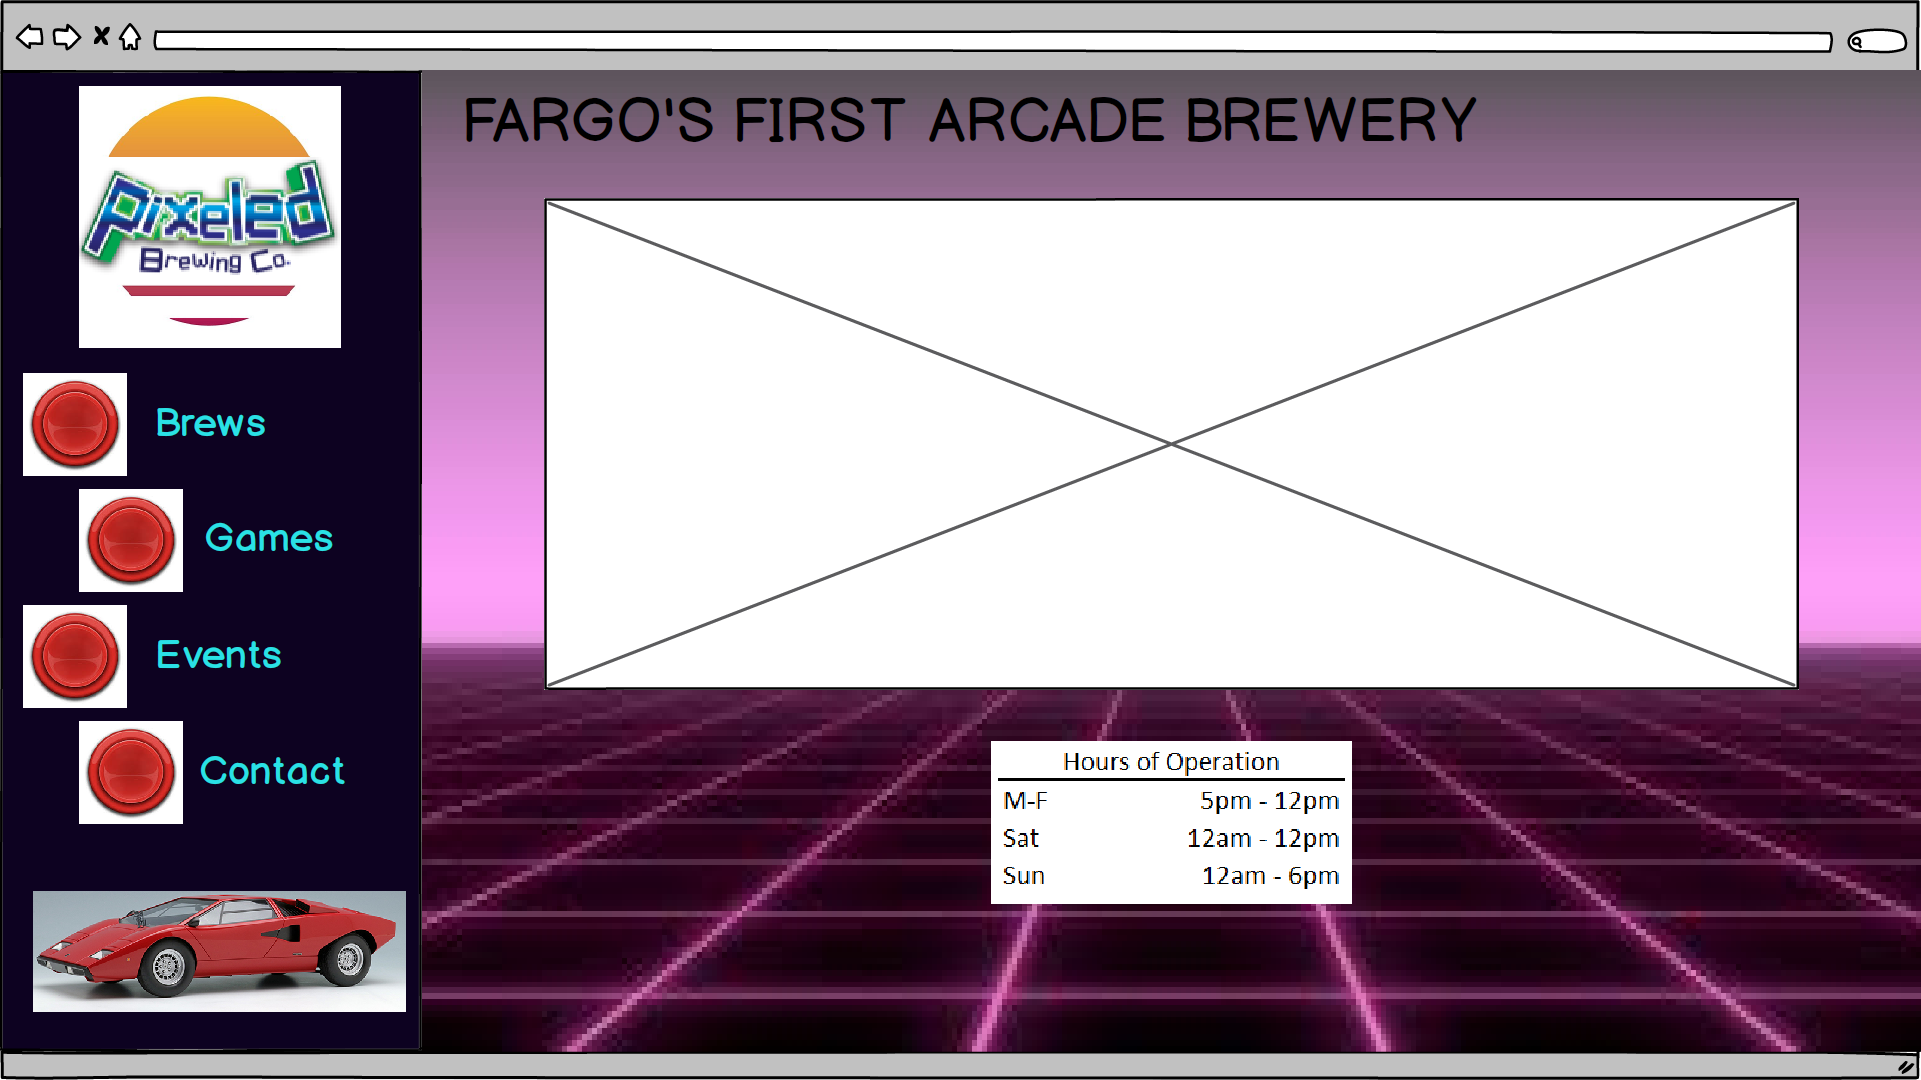 FARGO'S FIRST ARCADE BREWERY
Pixeled
Brewing Co.
Brews
Games
Events
Contact
Hours of Operation
M-F 5pm - 12pm
Sat 12am - 12pm
Sun 12am - 6pm